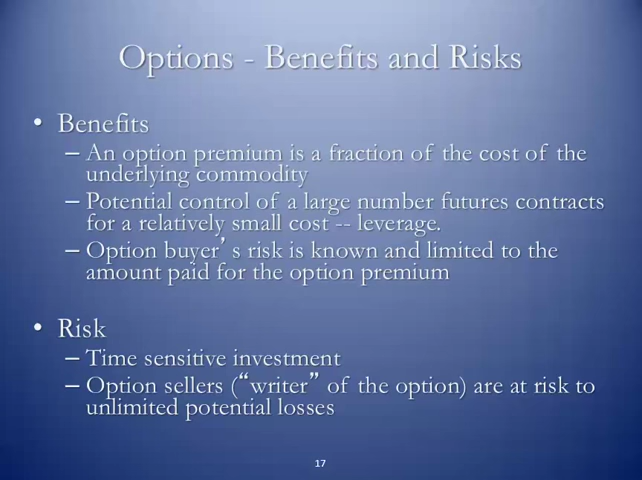 Options - Benefits and Risks
• Benefits
– An option premium is a fraction of the cost of the
underlying commodity
– Potential control of a large number futures contracts
for a relatively small cost -- leverage.
– Option buyer’s risk is known and limited to the
amount paid for the option premium
• Risk
– Time sensitive investment
– Option sellers (“writer” of the option) are at risk to
unlimited potential losses
17